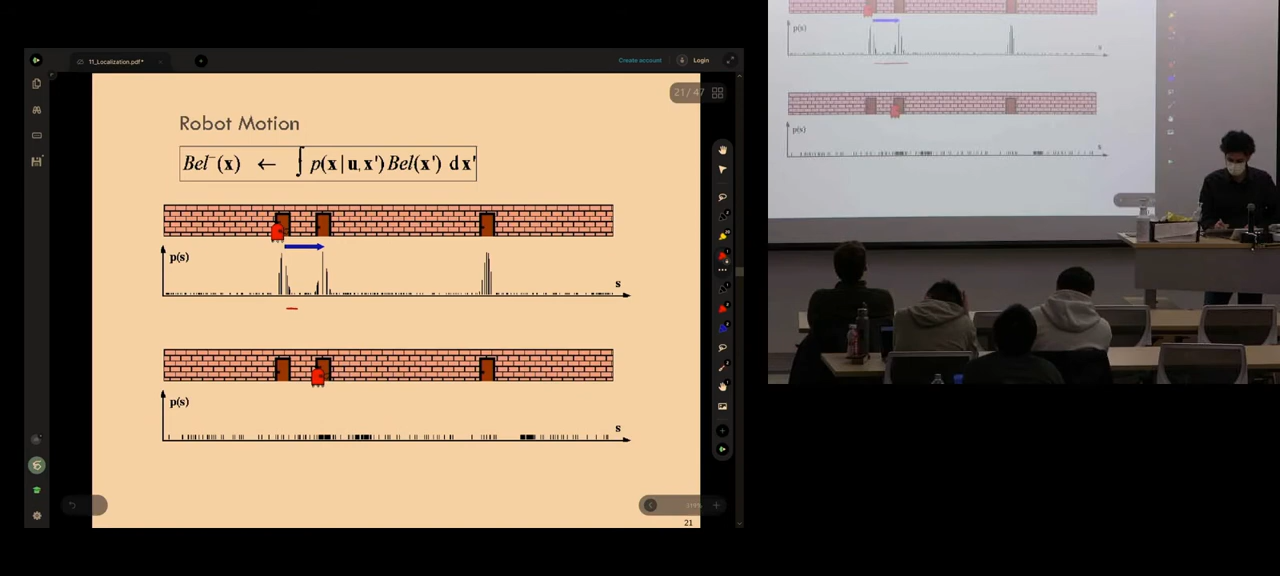 11_Localization.pdf*
Create account
Login
21 / 47
Robot Motion
Bel⁻(x) ← ∫ p(x | u, x') Bel(x') dx'
p(s)
s
p(s)
s
21
p(s)
s
p(s)
s